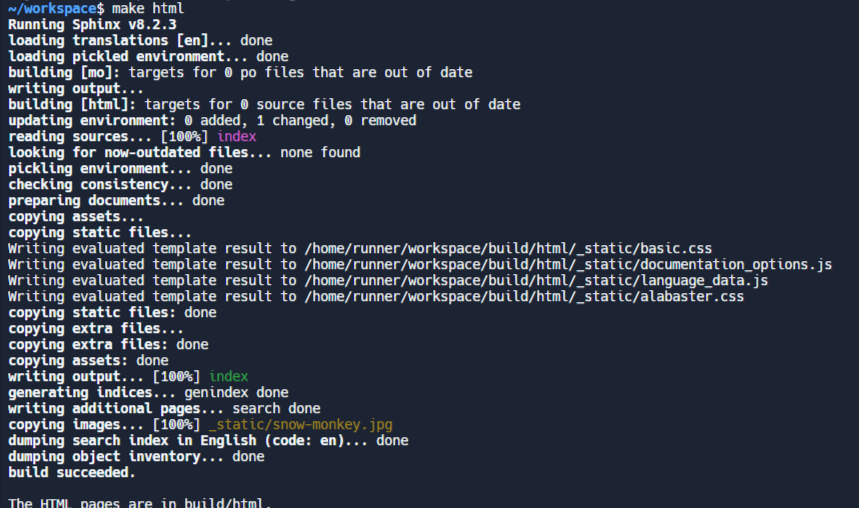 ~/workspace$ make html
Running Sphinx v8.2.3
loading translations [en]... done
loading pickled environment... done
building [mo]: targets for 0 po files that are out of date
writing output...
building [html]: targets for 0 source files that are out of date
updating environment: 0 added, 1 changed, 0 removed
reading sources... [100%] index
looking for now-outdated files... none found
pickling environment... done
checking consistency... done
preparing documents... done
copying assets...
copying static files...
Writing evaluated template result to /home/runner/workspace/build/html/_static/basic.css
Writing evaluated template result to /home/runner/workspace/build/html/_static/documentation_options.js
Writing evaluated template result to /home/runner/workspace/build/html/_static/language_data.js
Writing evaluated template result to /home/runner/workspace/build/html/_static/alabaster.css
copying static files: done
copying extra files...
copying extra files: done
copying assets: done
writing output... [100%] index
generating indices... genindex done
writing additional pages... search done
copying images... [100%] _static/snow-monkey.jpg
dumping search index in English (code: en)... done
dumping object inventory... done
build succeeded.
The HTML pages are in build/html.